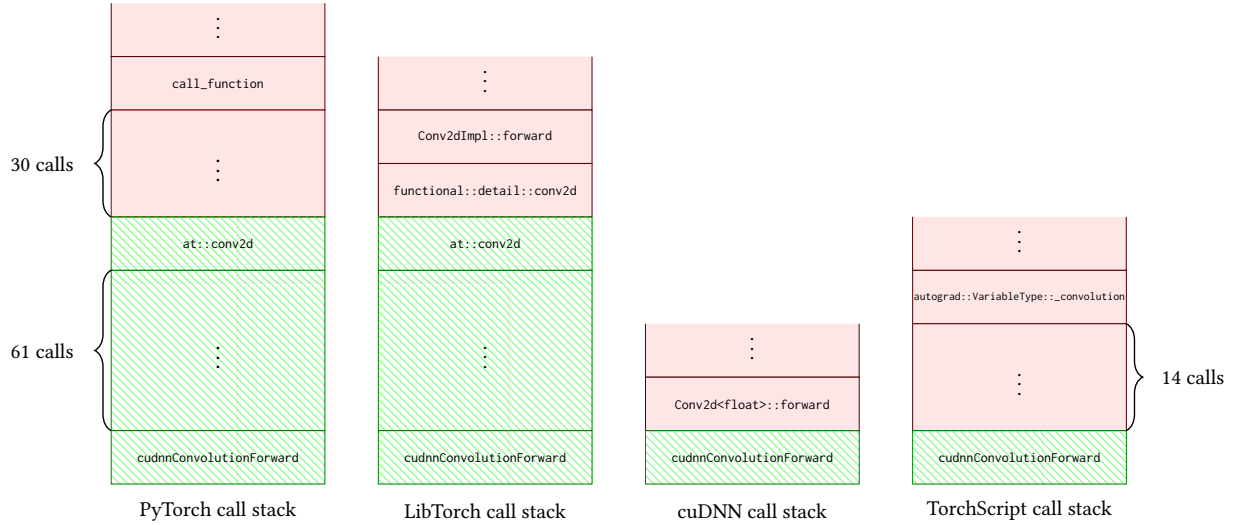 ⋮
call_function
30 calls
⋮
at::conv2d
61 calls
⋮
cudnnConvolutionForward
PyTorch call stack
⋮
Conv2dImpl::forward
functional::detail::conv2d
at::conv2d
⋮
cudnnConvolutionForward
LibTorch call stack
⋮
Conv2d<float>::forward
cudnnConvolutionForward
cuDNN call stack
⋮
autograd::VariableType::_convolution
⋮
14 calls
cudnnConvolutionForward
TorchScript call stack